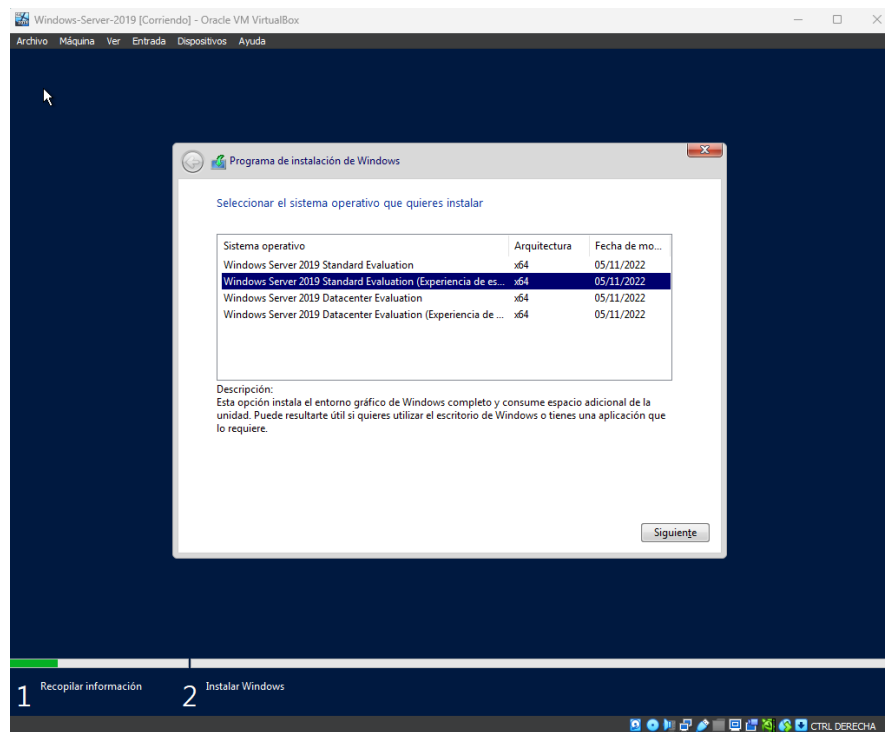 Windows-Server-2019 [Corriendo] - Oracle VM VirtualBox
Archivo Máquina Ver Entrada Dispositivos Ayuda
Programa de instalación de Windows
Seleccionar el sistema operativo que quieres instalar
Sistema operativo Arquitectura Fecha de mo...
Windows Server 2019 Standard Evaluation x64 05/11/2022
Windows Server 2019 Standard Evaluation (Experiencia de es... x64 05/11/2022
Windows Server 2019 Datacenter Evaluation x64 05/11/2022
Windows Server 2019 Datacenter Evaluation (Experiencia de ... x64 05/11/2022
Descripción:
Esta opción instala el entorno gráfico de Windows completo y consume espacio adicional de la
unidad. Puede resultarte útil si quieres utilizar el escritorio de Windows o tienes una aplicación que
lo requiere.
Siguiente
1 Recopilar información 2 Instalar Windows
CTRL DERECHA